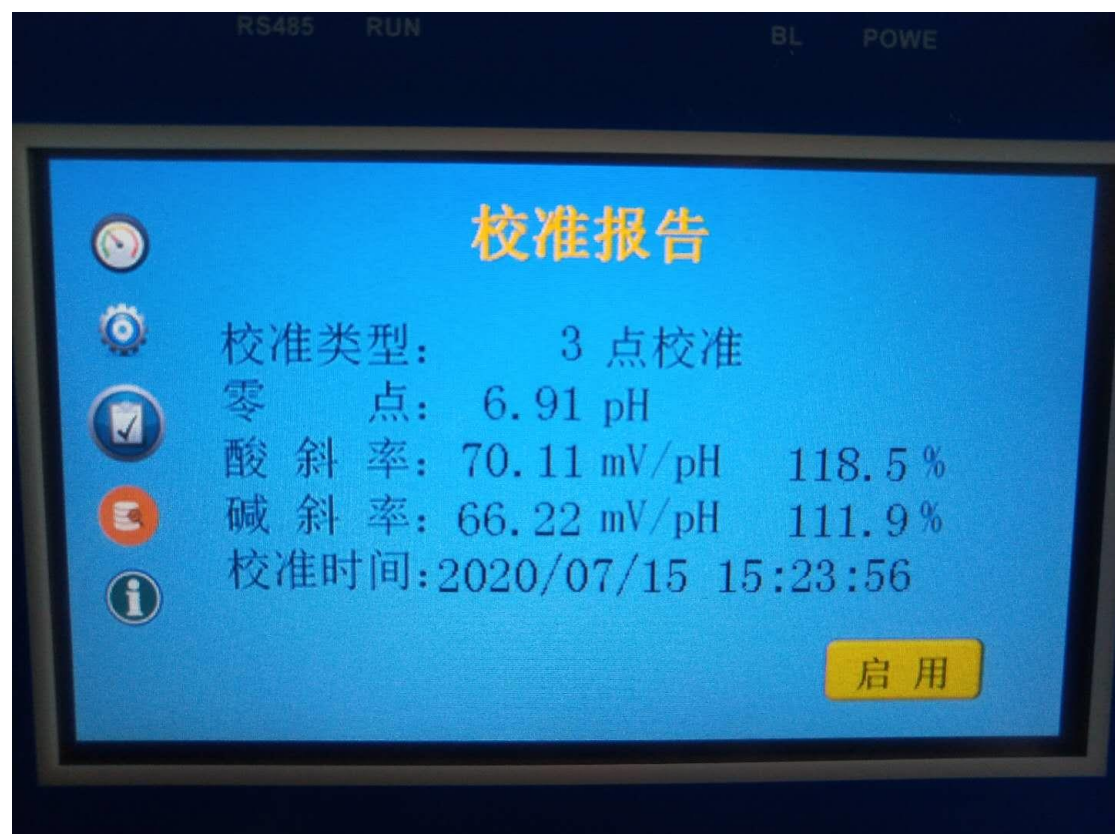 RS485 RUN BL POWE
校准报告
校准类型: 3 点校准
零 点: 6.91 pH
酸 斜 率: 70.11 mV/pH 118.5%
碱 斜 率: 66.22 mV/pH 111.9%
校准时间:2020/07/15 15:23:56
启 用